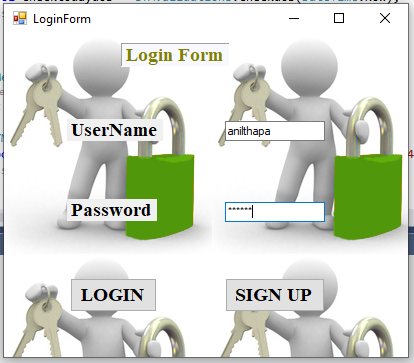 LoginForm
Login Form
UserName
anilthapa
Password
******
LOGIN
SIGN UP